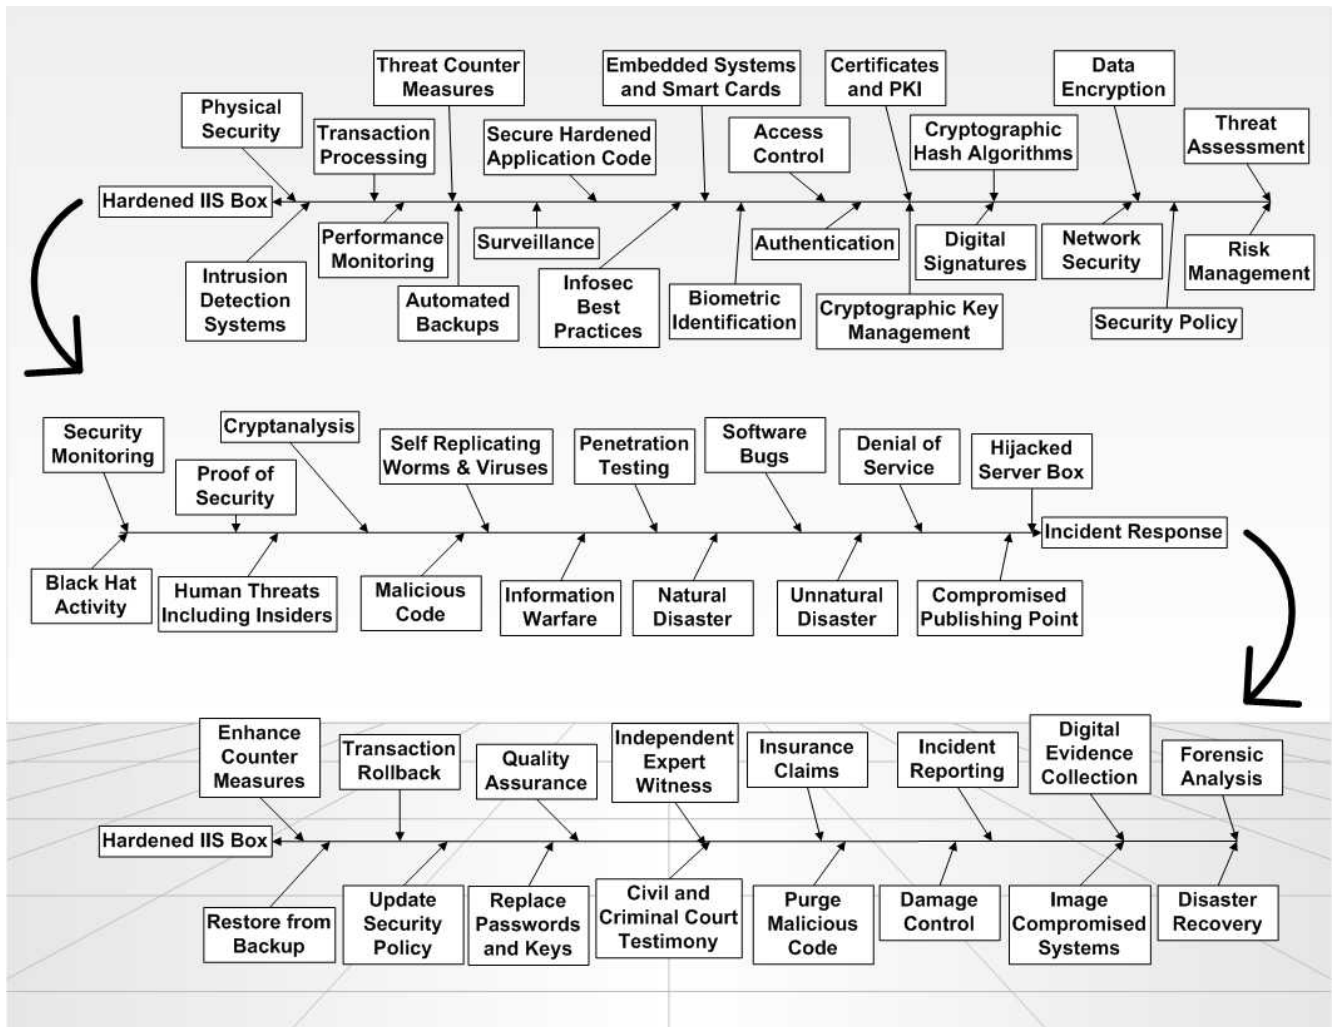 Threat Counter
Measures
Embedded Systems
and Smart Cards
Certificates
and PKI
Data
Encryption
Physical
Security
Transaction
Processing
Secure Hardened
Application Code
Access
Control
Cryptographic
Hash Algorithms
Threat
Assessment
Hardened IIS Box
Intrusion
Detection
Systems
Performance
Monitoring
Automated
Backups
Surveillance
Infosec
Best
Practices
Biometric
Identification
Authentication
Cryptographic Key
Management
Digital
Signatures
Network
Security
Security Policy
Risk
Management
Security
Monitoring
Proof of
Security
Cryptanalysis
Self Replicating
Worms & Viruses
Penetration
Testing
Software
Bugs
Denial of
Service
Hijacked
Server Box
Incident Response
Black Hat
Activity
Human Threats
Including Insiders
Malicious
Code
Information
Warfare
Natural
Disaster
Unnatural
Disaster
Compromised
Publishing Point
Enhance
Counter
Measures
Transaction
Rollback
Quality
Assurance
Independent
Expert
Witness
Insurance
Claims
Incident
Reporting
Digital
Evidence
Collection
Forensic
Analysis
Hardened IIS Box
Restore from
Backup
Update
Security
Policy
Replace
Passwords
and Keys
Civil and
Criminal Court
Testimony
Purge
Malicious
Code
Damage
Control
Image
Compromised
Systems
Disaster
Recovery